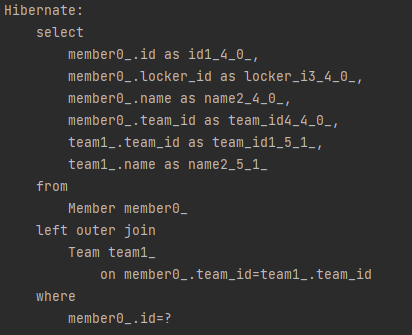 Hibernate:
select
member0_.id as id1_4_0_,
member0_.locker_id as locker_i3_4_0_,
member0_.name as name2_4_0_,
member0_.team_id as team_id4_4_0_,
team1_.team_id as team_id1_5_1_,
team1_.name as name2_5_1_
from
Member member0_
left outer join
Team team1_
on member0_.team_id=team1_.team_id
where
member0_.id=?